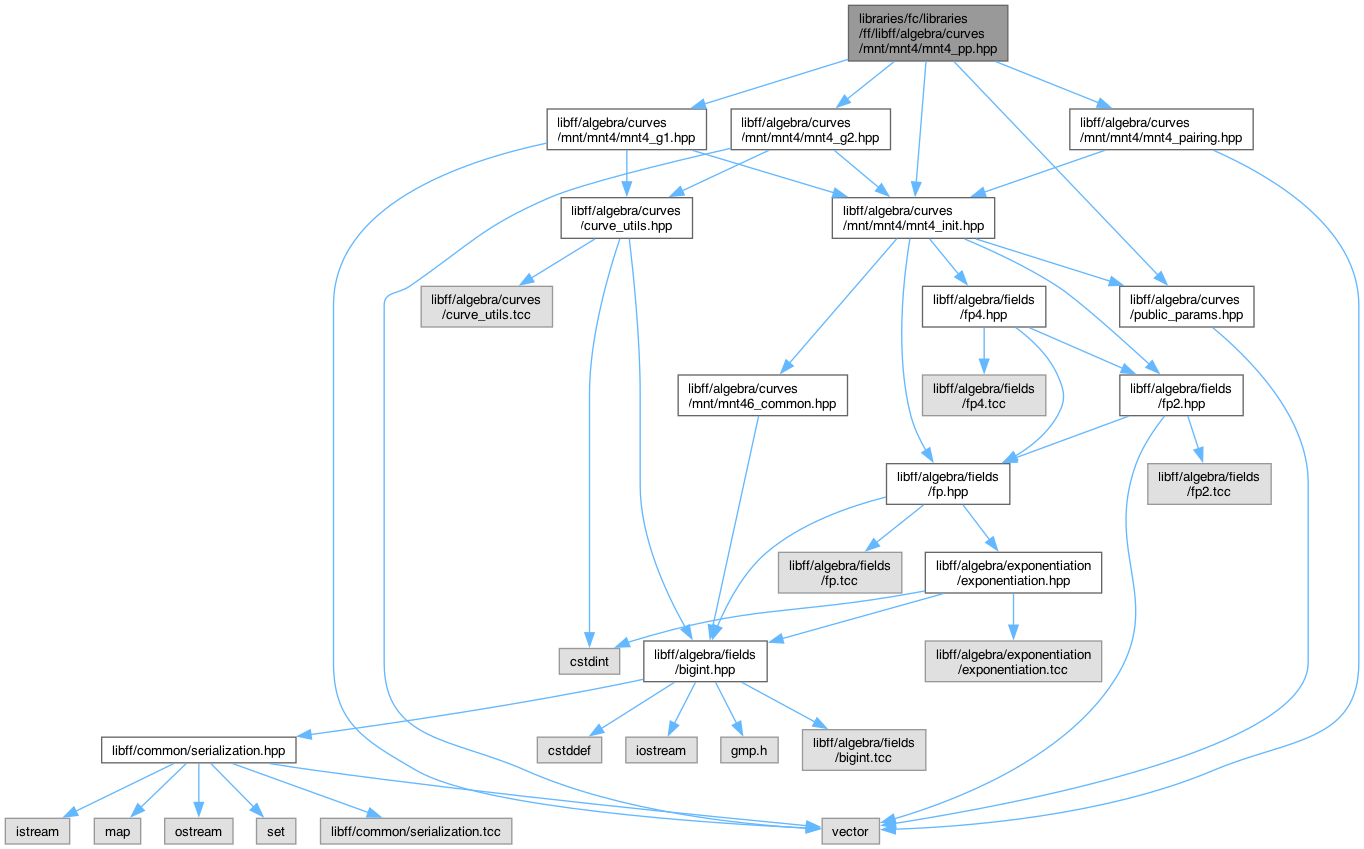 libraries/fc/libraries
/ff/libff/algebra/curves
/mnt/mnt4/mnt4_pp.hpp
libff/algebra/curves
/mnt/mnt4/mnt4_g1.hpp
libff/algebra/curves
/mnt/mnt4/mnt4_g2.hpp
libff/algebra/curves
/mnt/mnt4/mnt4_pairing.hpp
libff/algebra/curves
/curve_utils.hpp
libff/algebra/curves
/mnt/mnt4/mnt4_init.hpp
libff/algebra/curves
/curve_utils.tcc
libff/algebra/fields
/fp4.hpp
libff/algebra/curves
/public_params.hpp
libff/algebra/curves
/mnt/mnt46_common.hpp
libff/algebra/fields
/fp4.tcc
libff/algebra/fields
/fp2.hpp
libff/algebra/fields
/fp.hpp
libff/algebra/fields
/fp2.tcc
libff/algebra/fields
/fp.tcc
libff/algebra/exponentiation
/exponentiation.hpp
cstdint
libff/algebra/fields
/bigint.hpp
libff/algebra/exponentiation
/exponentiation.tcc
libff/common/serialization.hpp
cstddef
iostream
gmp.h
libff/algebra/fields
/bigint.tcc
istream
map
ostream
set
libff/common/serialization.tcc
vector